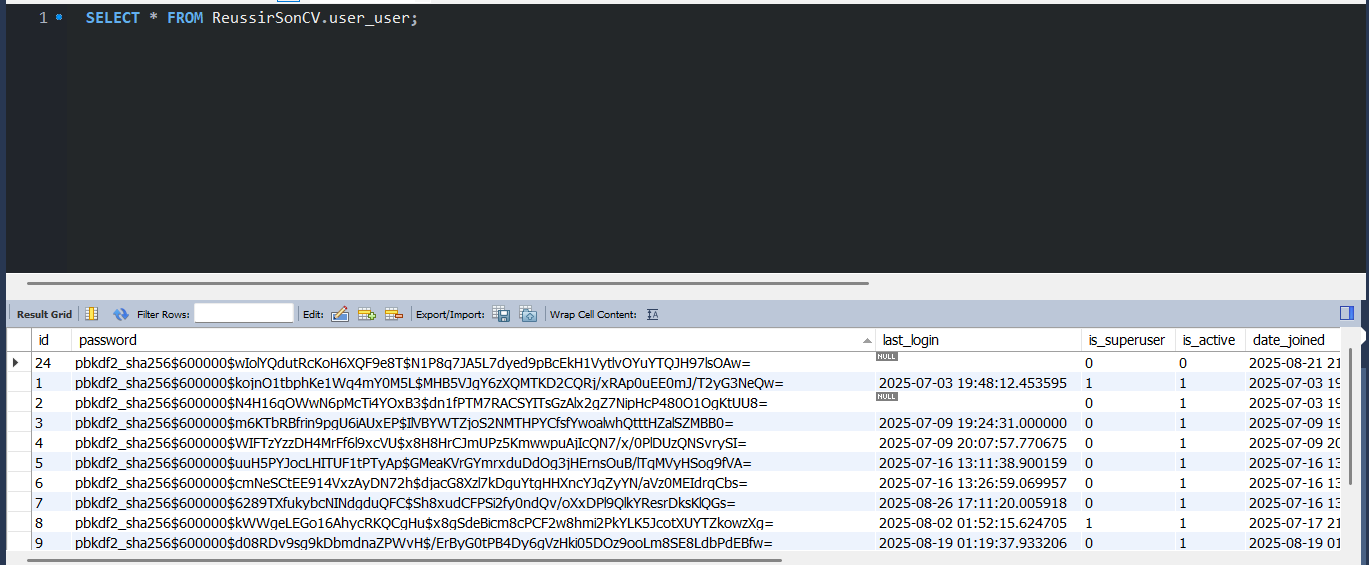 1 SELECT * FROM ReussirSonCV.user_user;
Result Grid Filter Rows: Edit: Export/Import: Wrap Cell Content:
id password last_login is_superuser is_active date_joined
24 pbkdf2_sha256$600000$wIolYQdutRcKoH6XQF9e8T$N1P8q7JA5L7dyed9pBcEkH1VytlvOYuYTQJH97lsOAw= NULL 0 0 2025-08-21 21
1 pbkdf2_sha256$600000$kojnO1tbphKe1Wq4mY0M5L$MHB5VJgY6zXQMTKD2CQRj/xRAp0uEE0mJ/T2yG3NeQw= 2025-07-03 19:48:12.453595 1 1 2025-07-03 19
2 pbkdf2_sha256$600000$N4H16qOWwN6pMcTi4YOxB3$dn1fPTM7RACSYITsGzAlx2gZ7NipHcP480O1OgKtUU8= NULL 0 1 2025-07-03 19
3 pbkdf2_sha256$600000$m6KTbRBfrin9pgU6iAUxEP$IlVBYWTZjoS2NMTHPYCfsfYwoalwhQtttHZalSZMBB0= 2025-07-09 19:24:31.000000 0 1 2025-07-09 19
4 pbkdf2_sha256$600000$WIFTzYzzDH4MrFf6l9xcVU$x8H8HrCJmUPz5KmwwpuAjIcQN7/x/0PlDUzQNSvrySI= 2025-07-09 20:07:57.770675 0 1 2025-07-09 20
5 pbkdf2_sha256$600000$uuH5PYJocLHITUF1tPTyAp$GMeaKVrGYmrxduDdOg3jHErnsOuB/lTqMVyHSog9fVA= 2025-07-16 13:11:38.900159 0 1 2025-07-16 13
6 pbkdf2_sha256$600000$cmNeSCtEE914VxzAyDN72h$djacG8Xzl7kDguYtgHHXncYJqZyYN/aVz0MEIdrqCbs= 2025-07-16 13:26:59.069957 0 1 2025-07-16 13
7 pbkdf2_sha256$600000$6289TXfukybcNINdgduQFC$Sh8xudCFPSi2fy0ndQv/oXxDPl9QlkYResrDksKlQGs= 2025-08-26 17:11:20.005918 0 1 2025-07-16 13
8 pbkdf2_sha256$600000$kWWgeLEGo16AhycRKQCgHu$x8gSdeBicm8cPCF2w8hmi2PkYLK5JcotXUYTZkowzXg= 2025-08-02 01:52:15.624705 1 1 2025-07-17 21
9 pbkdf2_sha256$600000$d08RDv9sg9kDbmdnaZPWvH$/ErByG0tPB4Dy6gVzHki05DOz9ooLm8SE8LdbPdEBfw= 2025-08-19 01:19:37.933206 0 1 2025-08-19 01